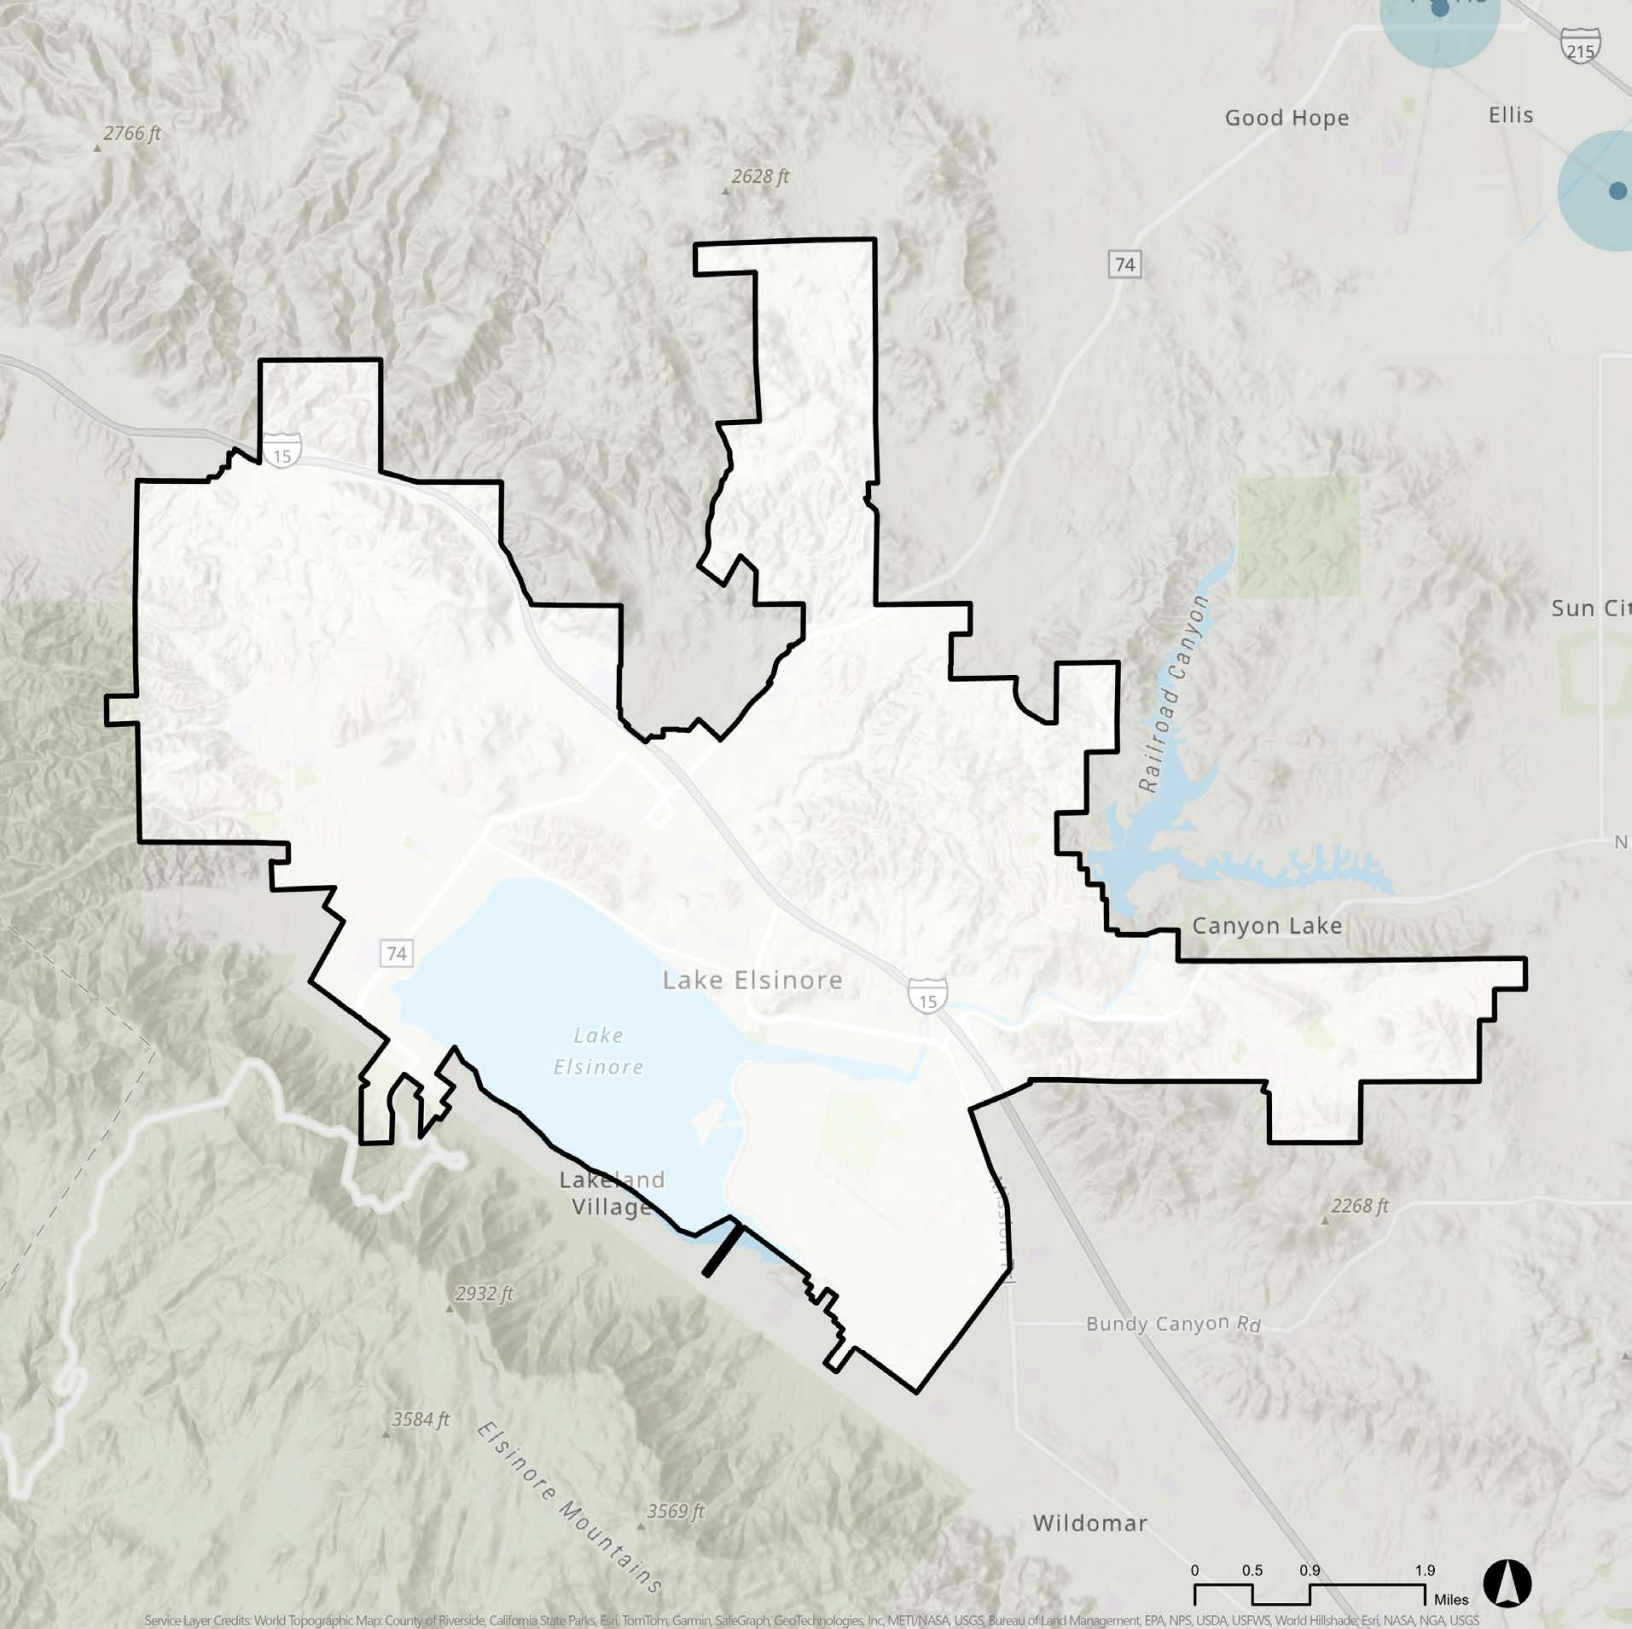 215
Good Hope
Ellis
2766 ft
2628 ft
74
15
Railroad Canyon
Sun Cit
N
Canyon Lake
74
Lake Elsinore
15
Lake
Elsinore
Lakeland
Village
2268 ft
2932 ft
Bundy Canyon Rd
3584 ft
Elsinore Mountains
3569 ft
Wildomar
0 0.5 0.9 1.9
Miles
Service Layer Credits: World Topographic Map: County of Riverside, California State Parks, Esri, TomTom, Garmin, SafeGraph, GeoTechnologies, Inc, METI/NASA, USGS, Bureau of Land Management, EPA, NPS, USDA, USFWS, World Hillshade: Esri, NASA, NGA, USGS